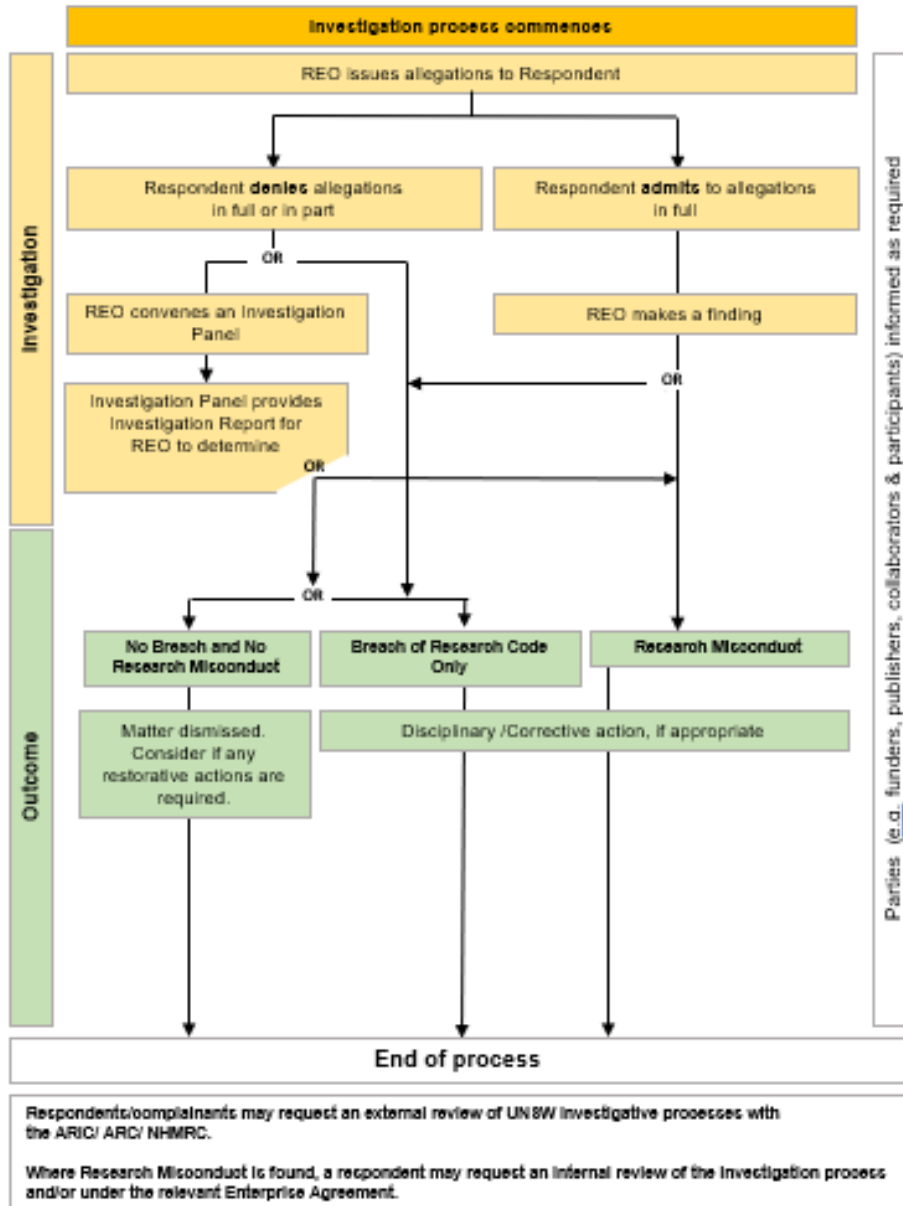 Investigation process commences
REO issues allegations to Respondent
Respondent denies allegations
in full or in part
Respondent admits to allegations
in full
OR
REO convenes an Investigation
Panel
REO makes a finding
OR
Investigation Panel provides
Investigation Report for
REO to determine
OR
Investigation
OR
No Breach and No
Research Misconduct
Breach of Research Code
Only
Research Misconduct
Matter dismissed.
Consider if any
restorative actions are
required.
Disciplinary /Corrective action, if appropriate
Outcome
Parties (e.g. funders, publishers, collaborators & participants) informed as required
End of process
Respondents/complainants may request an external review of UNSW investigative processes with
the ARIC/ ARC/ NHMRC.
Where Research Misconduct is found, a respondent may request an internal review of the investigation process
and/or under the relevant Enterprise Agreement.